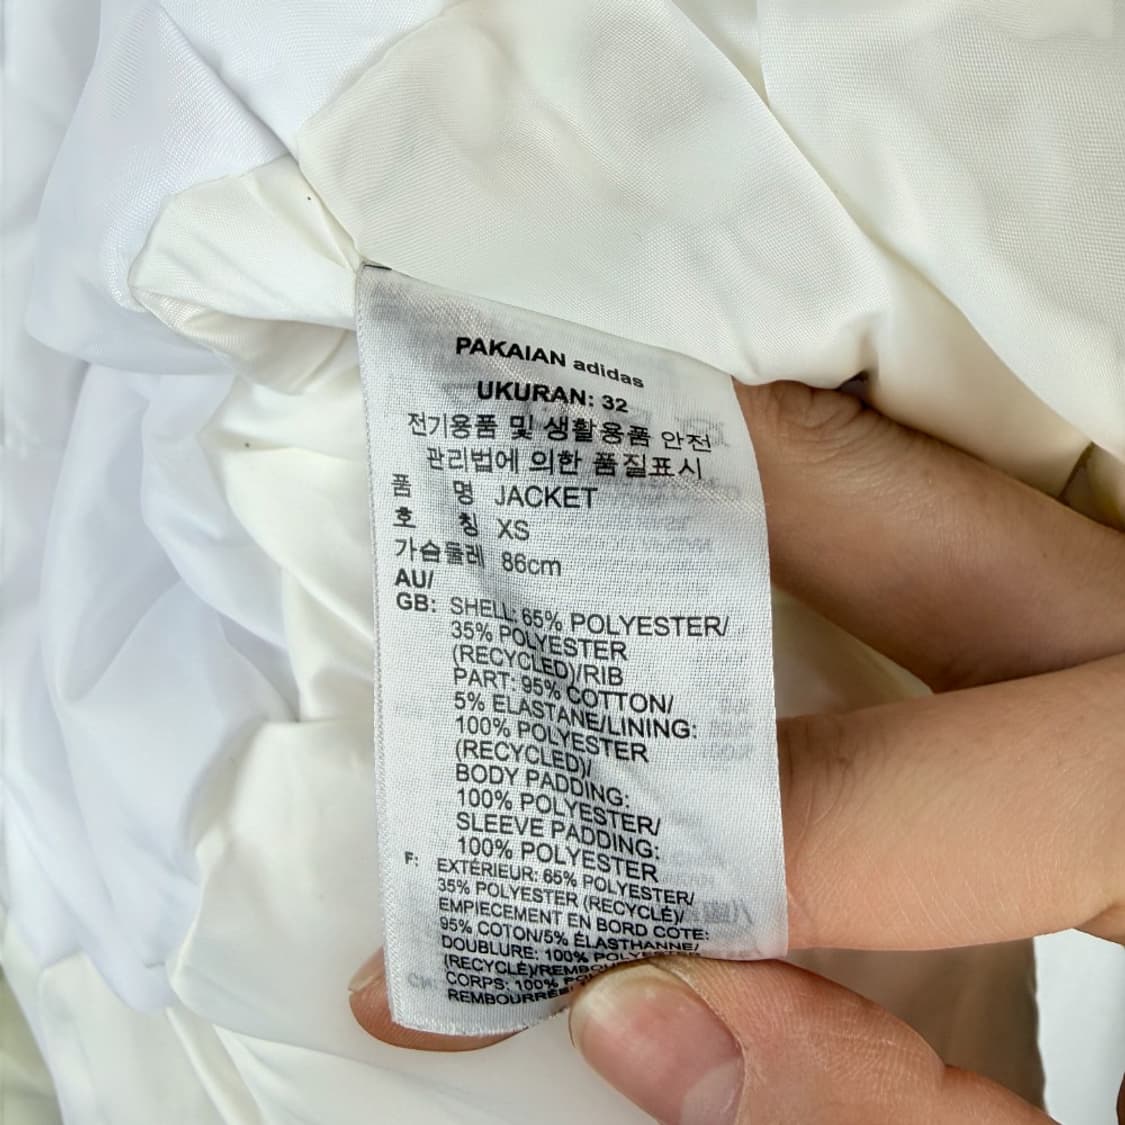 PAKAIAN adidas
UKURAN: 32
전기용품 및 생활용품 안전
관리법에 의한 품질표시
품 명 JACKET
호 칭 XS
가슴둘레 86cm
AU/
GB: SHELL: 65% POLYESTER/
35% POLYESTER
(RECYCLED)/RIB
PART: 95% COTTON/
5% ELASTANE/LINING:
100% POLYESTER
(RECYCLED)/
BODY PADDING:
100% POLYESTER/
SLEEVE PADDING:
100% POLYESTER
F: EXTÉRIEUR: 65% POLYESTER/
35% POLYESTER (RECYCLÉ)/
EMPIECEMENT EN BORD COTE:
95% COTON/5% ÉLASTHANNE/
DOUBLURE: 100% POLYESTER
(RECYCLÉ)/
CORPS: 100%